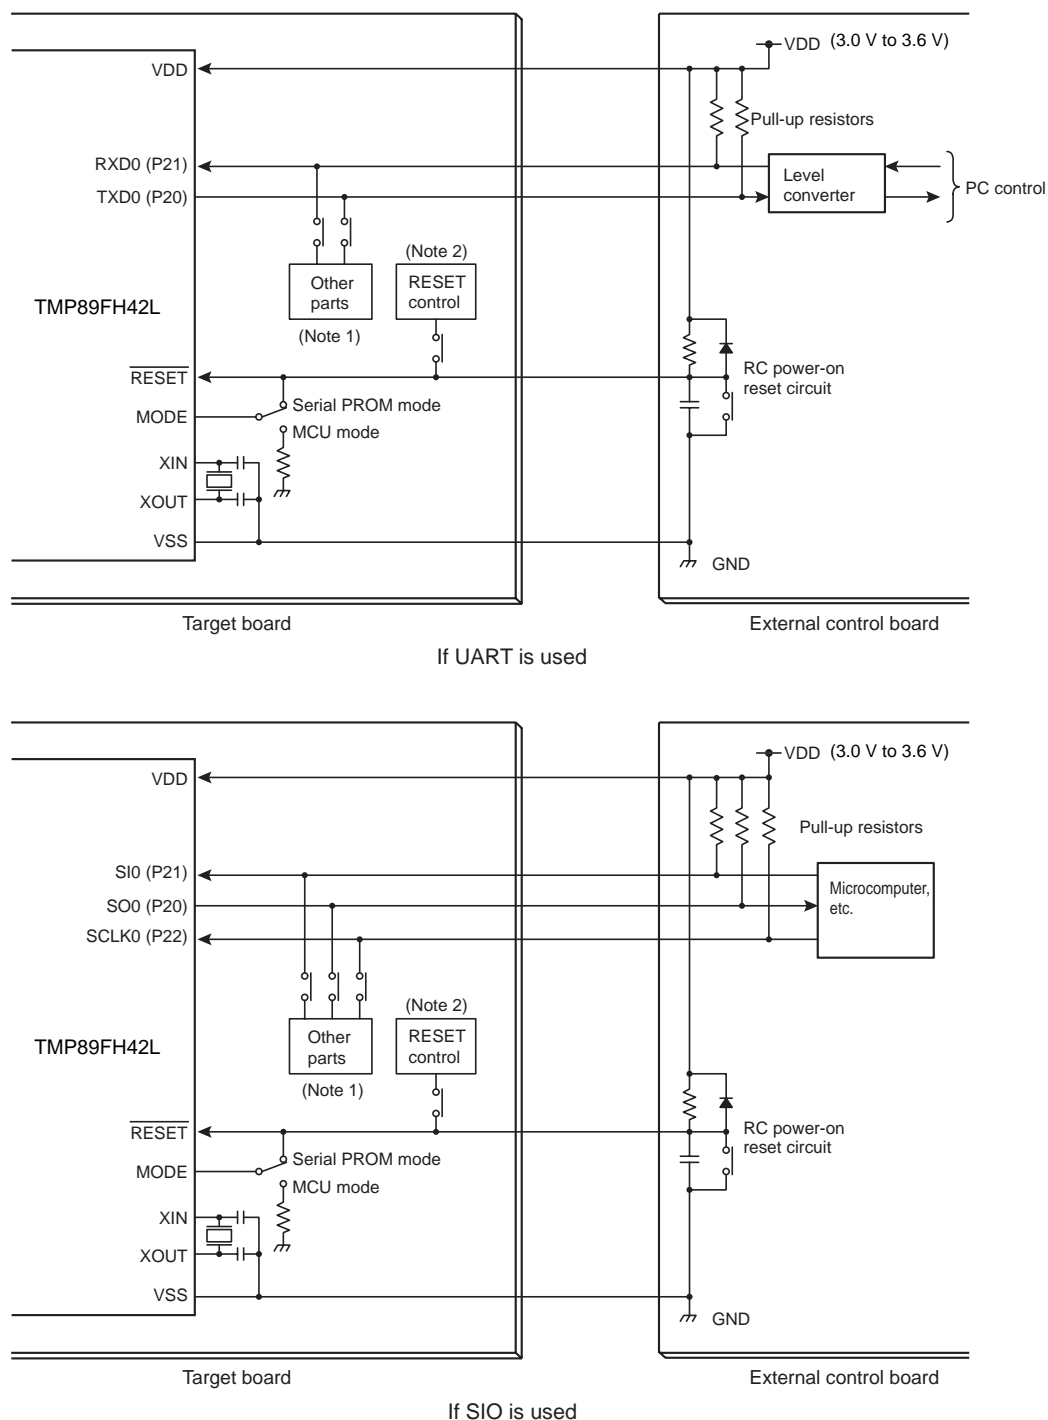 VDD (3.0 V to 3.6 V)
VDD
Pull-up resistors
RXD0 (P21)
TXD0 (P20)
Level
converter
PC control
(Note 2)
RESET
control
Other
parts
(Note 1)
TMP89FH42L
RESET
RC power-on
reset circuit
Serial PROM mode
MODE
MCU mode
XIN
XOUT
VSS
GND
Target board
External control board
If UART is used
VDD (3.0 V to 3.6 V)
VDD
Pull-up resistors
SI0 (P21)
SO0 (P20)
SCLK0 (P22)
Microcomputer,
etc.
(Note 2)
RESET
control
Other
parts
(Note 1)
TMP89FH42L
RESET
RC power-on
reset circuit
Serial PROM mode
MODE
MCU mode
XIN
XOUT
VSS
GND
Target board
External control board
If SIO is used